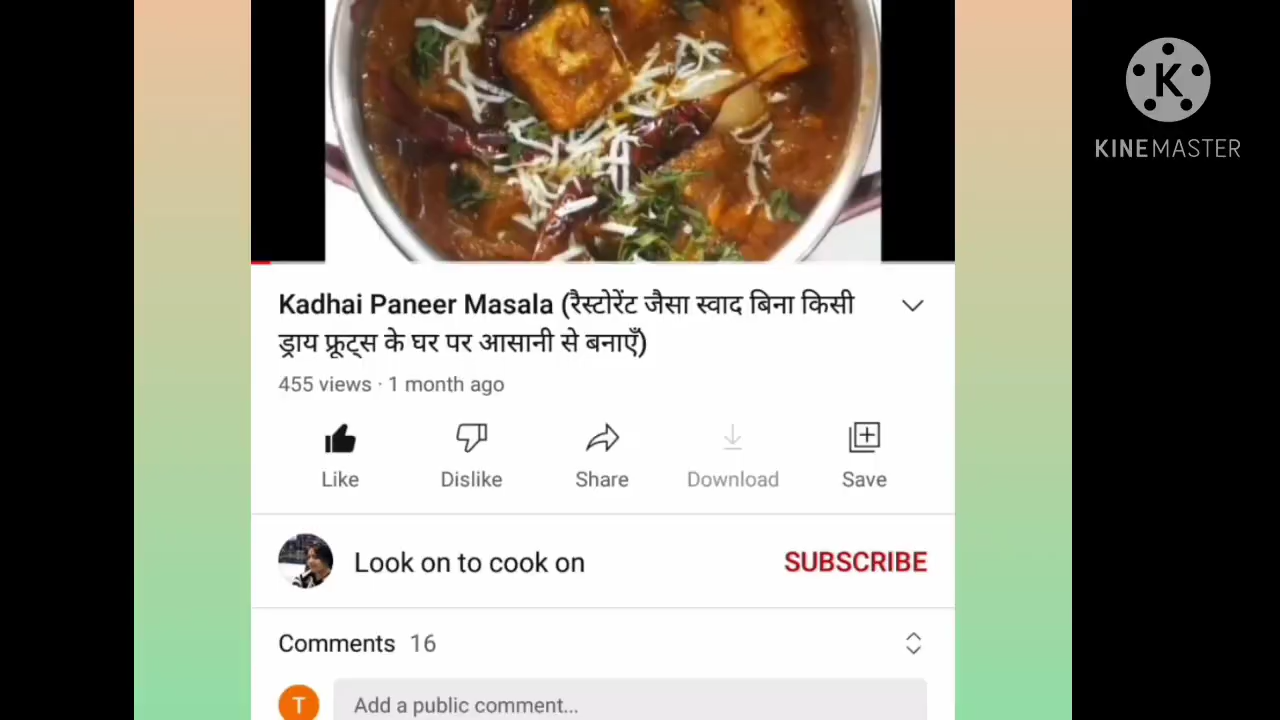 K
KINEMASTER
Kadhai Paneer Masala (रैस्टोरेंट जैसा स्वाद बिना किसी
ड्राय फ्रूट्स के घर पर आसानी से बनाएँ)
455 views · 1 month ago
Like Dislike Share Download Save
Look on to cook on SUBSCRIBE
Comments 16
T Add a public comment...